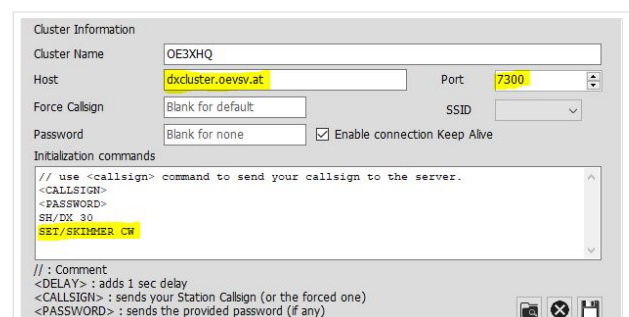 Cluster Information
Cluster Name OE3XHQ
Host dxcluster.oevsv.at Port 7300
Force Callsign Blank for default SSID
Password Blank for none Enable connection Keep Alive
Initialization commands
// use <callsign> command to send your callsign to the server.
<CALLSIGN>
<PASSWORD>
SH/DX 30
SET/SKIMMER CW
// : Comment
<DELAY> : adds 1 sec delay
<CALLSIGN> : sends your Station Callsign (or the forced one)
<PASSWORD> : sends the provided password (if any)